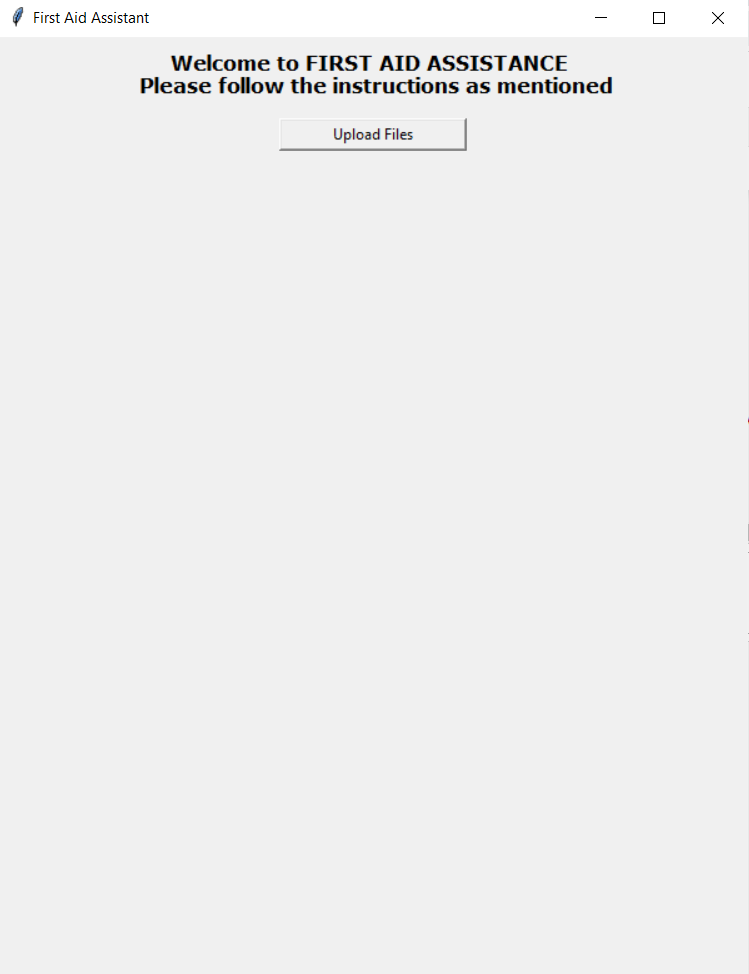 First Aid Assistant
Welcome to FIRST AID ASSISTANCE
Please follow the instructions as mentioned
Upload Files